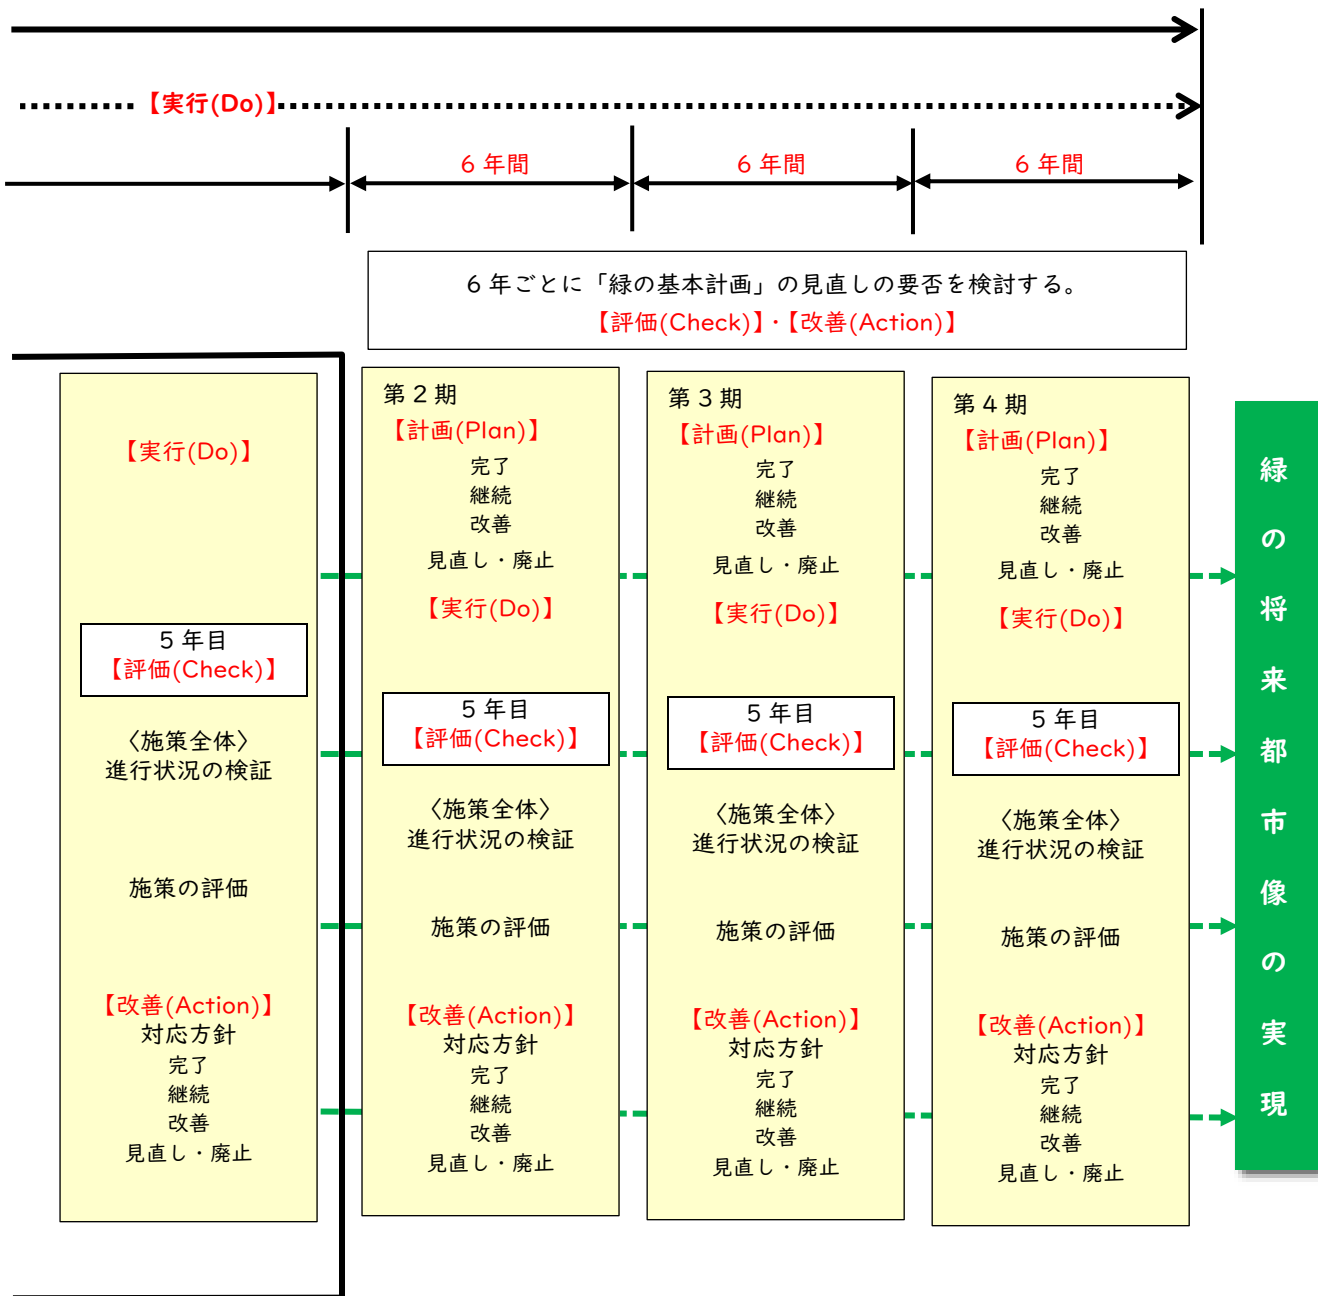 【実行(Do)】
6 年間
6 年間
6 年間
6 年ごとに「緑の基本計画」の見直しの要否を検討する。
【評価(Check)】・【改善(Action)】
【実行(Do)】
5 年目
【評価(Check)】
〈施策全体〉
進行状況の検証
施策の評価
【改善(Action)】
対応方針
完了
継続
改善
見直し・廃止
第 2 期
【計画(Plan)】
完了
継続
改善
見直し・廃止
【実行(Do)】
5 年目
【評価(Check)】
〈施策全体〉
進行状況の検証
施策の評価
【改善(Action)】
対応方針
完了
継続
改善
見直し・廃止
第 3 期
【計画(Plan)】
完了
継続
改善
見直し・廃止
【実行(Do)】
5 年目
【評価(Check)】
〈施策全体〉
進行状況の検証
施策の評価
【改善(Action)】
対応方針
完了
継続
改善
見直し・廃止
第 4 期
【計画(Plan)】
完了
継続
改善
見直し・廃止
【実行(Do)】
5 年目
【評価(Check)】
〈施策全体〉
進行状況の検証
施策の評価
【改善(Action)】
対応方針
完了
継続
改善
見直し・廃止
緑の将来都市像の実現